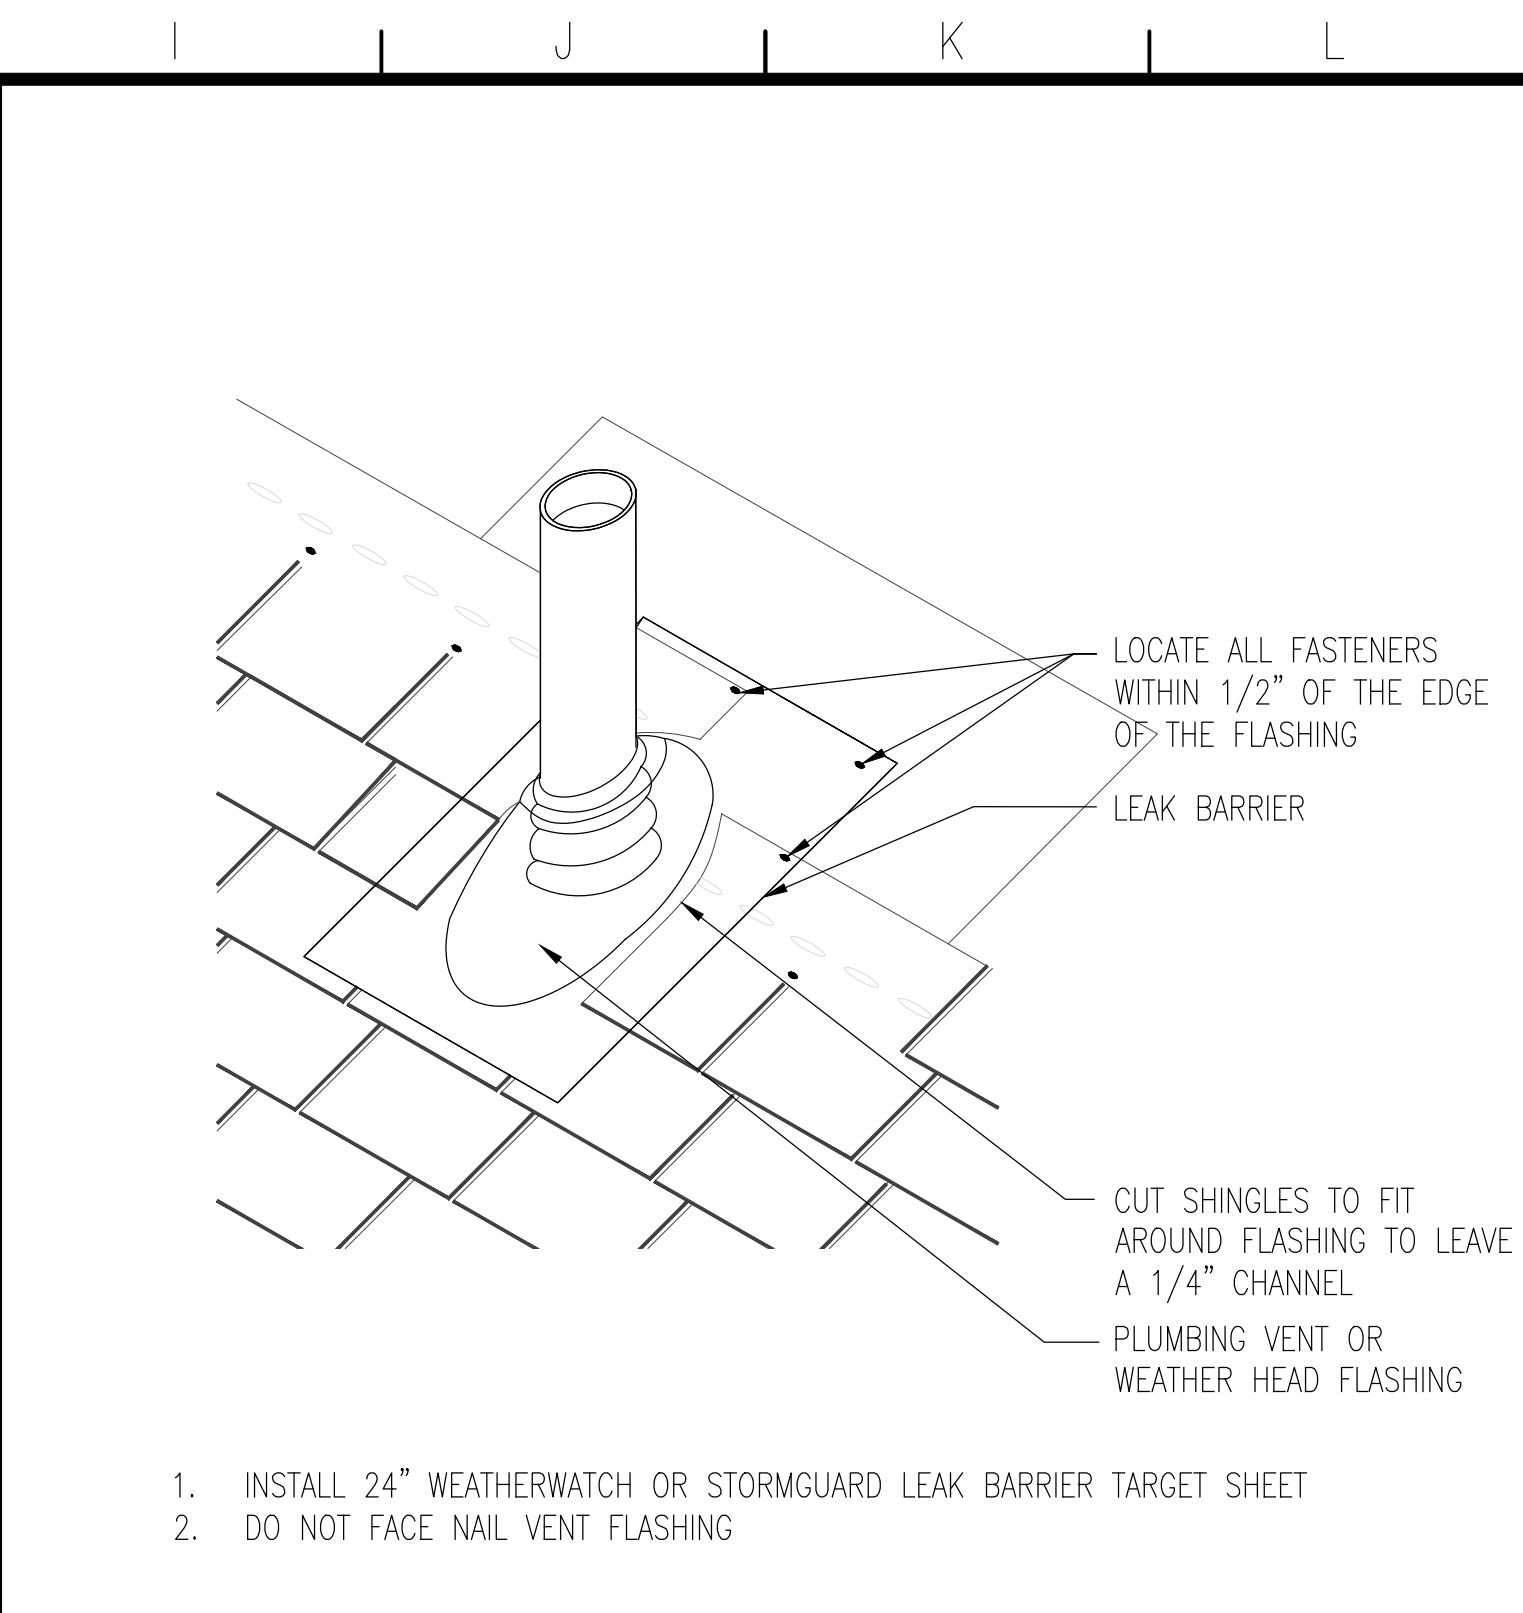 I J K L
LOCATE ALL FASTENERS
WITHIN 1/2” OF THE EDGE
OF THE FLASHING
LEAK BARRIER
CUT SHINGLES TO FIT
AROUND FLASHING TO LEAVE
A 1/4” CHANNEL
PLUMBING VENT OR
WEATHER HEAD FLASHING
1. INSTALL 24” WEATHERWATCH OR STORMGUARD LEAK BARRIER TARGET SHEET
2. DO NOT FACE NAIL VENT FLASHING